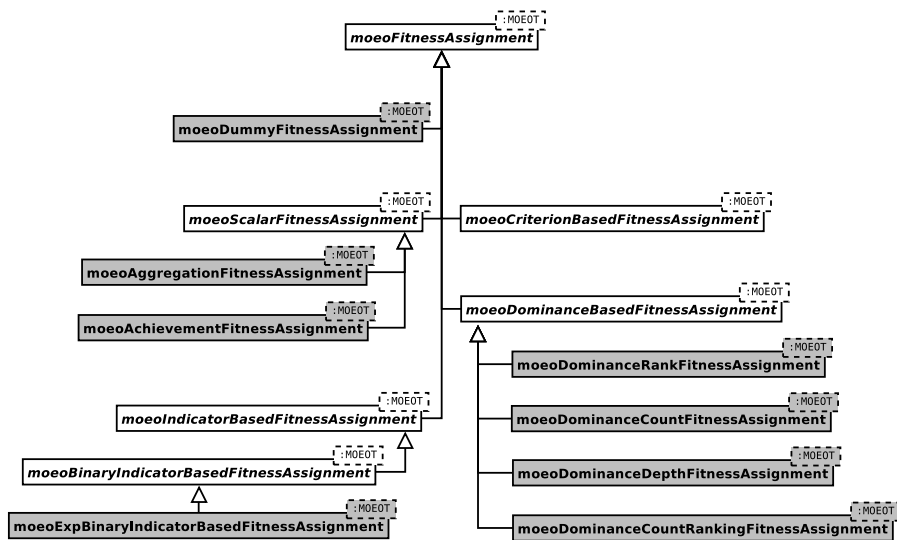 :MOEOT
moeoFitnessAssignment
:MOEOT
moeoDummyFitnessAssignment
:MOEOT
moeoScalarFitnessAssignment
:MOEOT
moeoCriterionBasedFitnessAssignment
:MOEOT
moeoAggregationFitnessAssignment
:MOEOT
moeoAchievementFitnessAssignment
:MOEOT
moeoDominanceBasedFitnessAssignment
:MOEOT
moeoDominanceRankFitnessAssignment
:MOEOT
moeoIndicatorBasedFitnessAssignment
:MOEOT
moeoDominanceCountFitnessAssignment
:MOEOT
moeoBinaryIndicatorBasedFitnessAssignment
:MOEOT
moeoDominanceDepthFitnessAssignment
:MOEOT
moeoExpBinaryIndicatorBasedFitnessAssignment
:MOEOT
moeoDominanceCountRankingFitnessAssignment